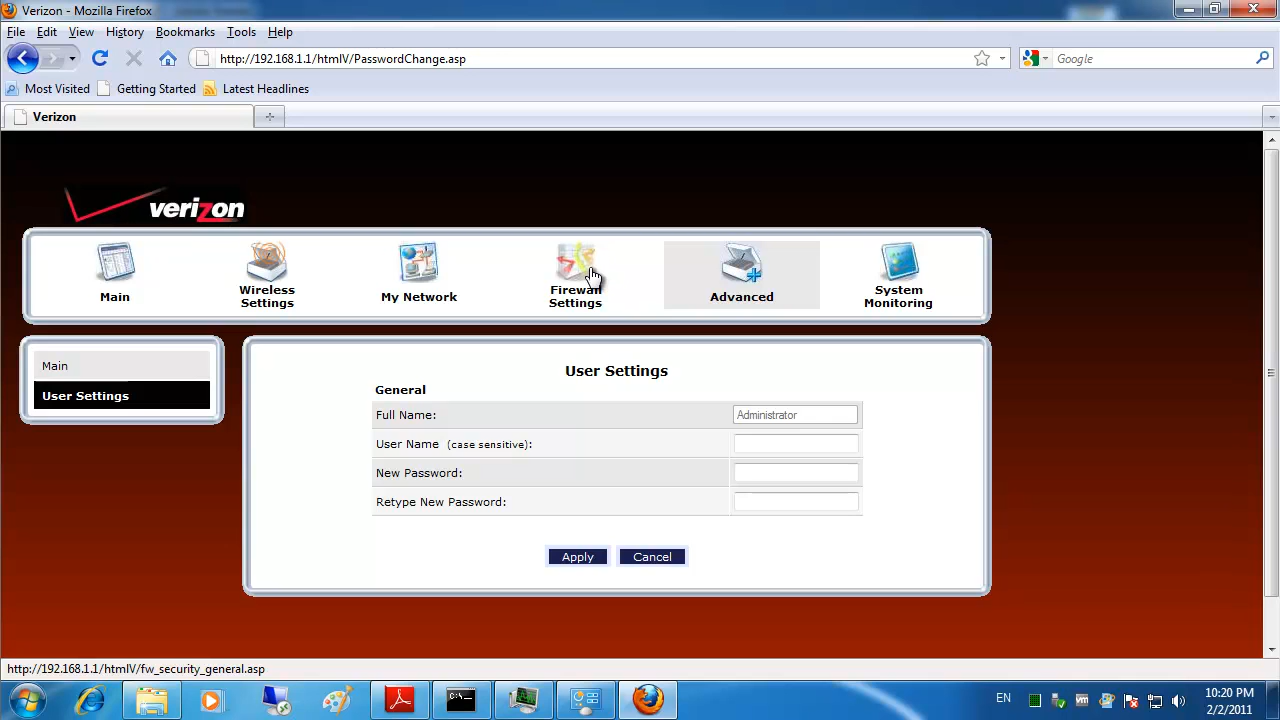 Verizon - Mozilla Firefox
File Edit View History Bookmarks Tools Help
http://192.168.1.1/htmlV/PasswordChange.asp
Google
Most Visited Getting Started Latest Headlines
Verizon
verizon
Main
Wireless Settings
My Network
Firewall Settings
Advanced
System Monitoring
Main
User Settings
User Settings
General
Full Name: Administrator
User Name (case sensitive):
New Password:
Retype New Password:
Apply Cancel
http://192.168.1.1/htmlV/fw_security_general.asp
EN
10:20 PM
2/2/2011